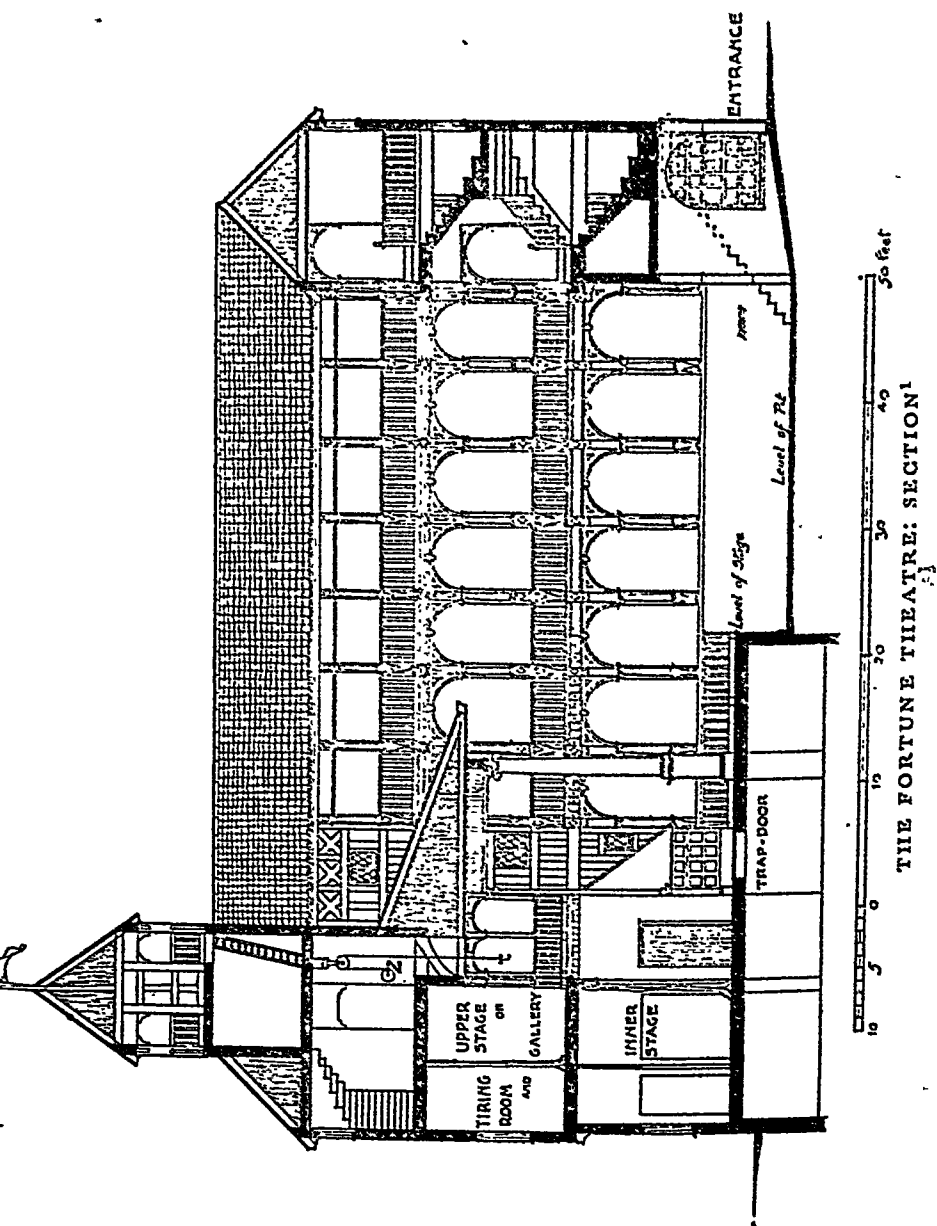 ENTRANCE
UPPER
STAGE OR
GALLERY
TIRING
ROOM AND
INNER
STAGE
Level of Stage
Level of Pit
TRAP-DOOR
10 5 0 10 20 30 40 50 Feet
THE FORTUNE THEATRE: SECTION¹